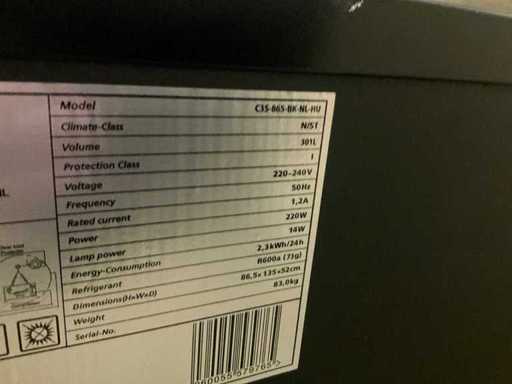 Model C35-865-BK-NL-HU
Climate-Class N/ST
Volume 301L
Protection Class I
Voltage 220-240V
Frequency 50Hz
Rated current 1,2A
Power 220W
Lamp power 14W
Energy-Consumption 2,3kWh/24h
Refrigerant R600a (73g)
Dimensions(H×W×D) 86,5×135×52cm
Weight 83,0kg
Serial-No.